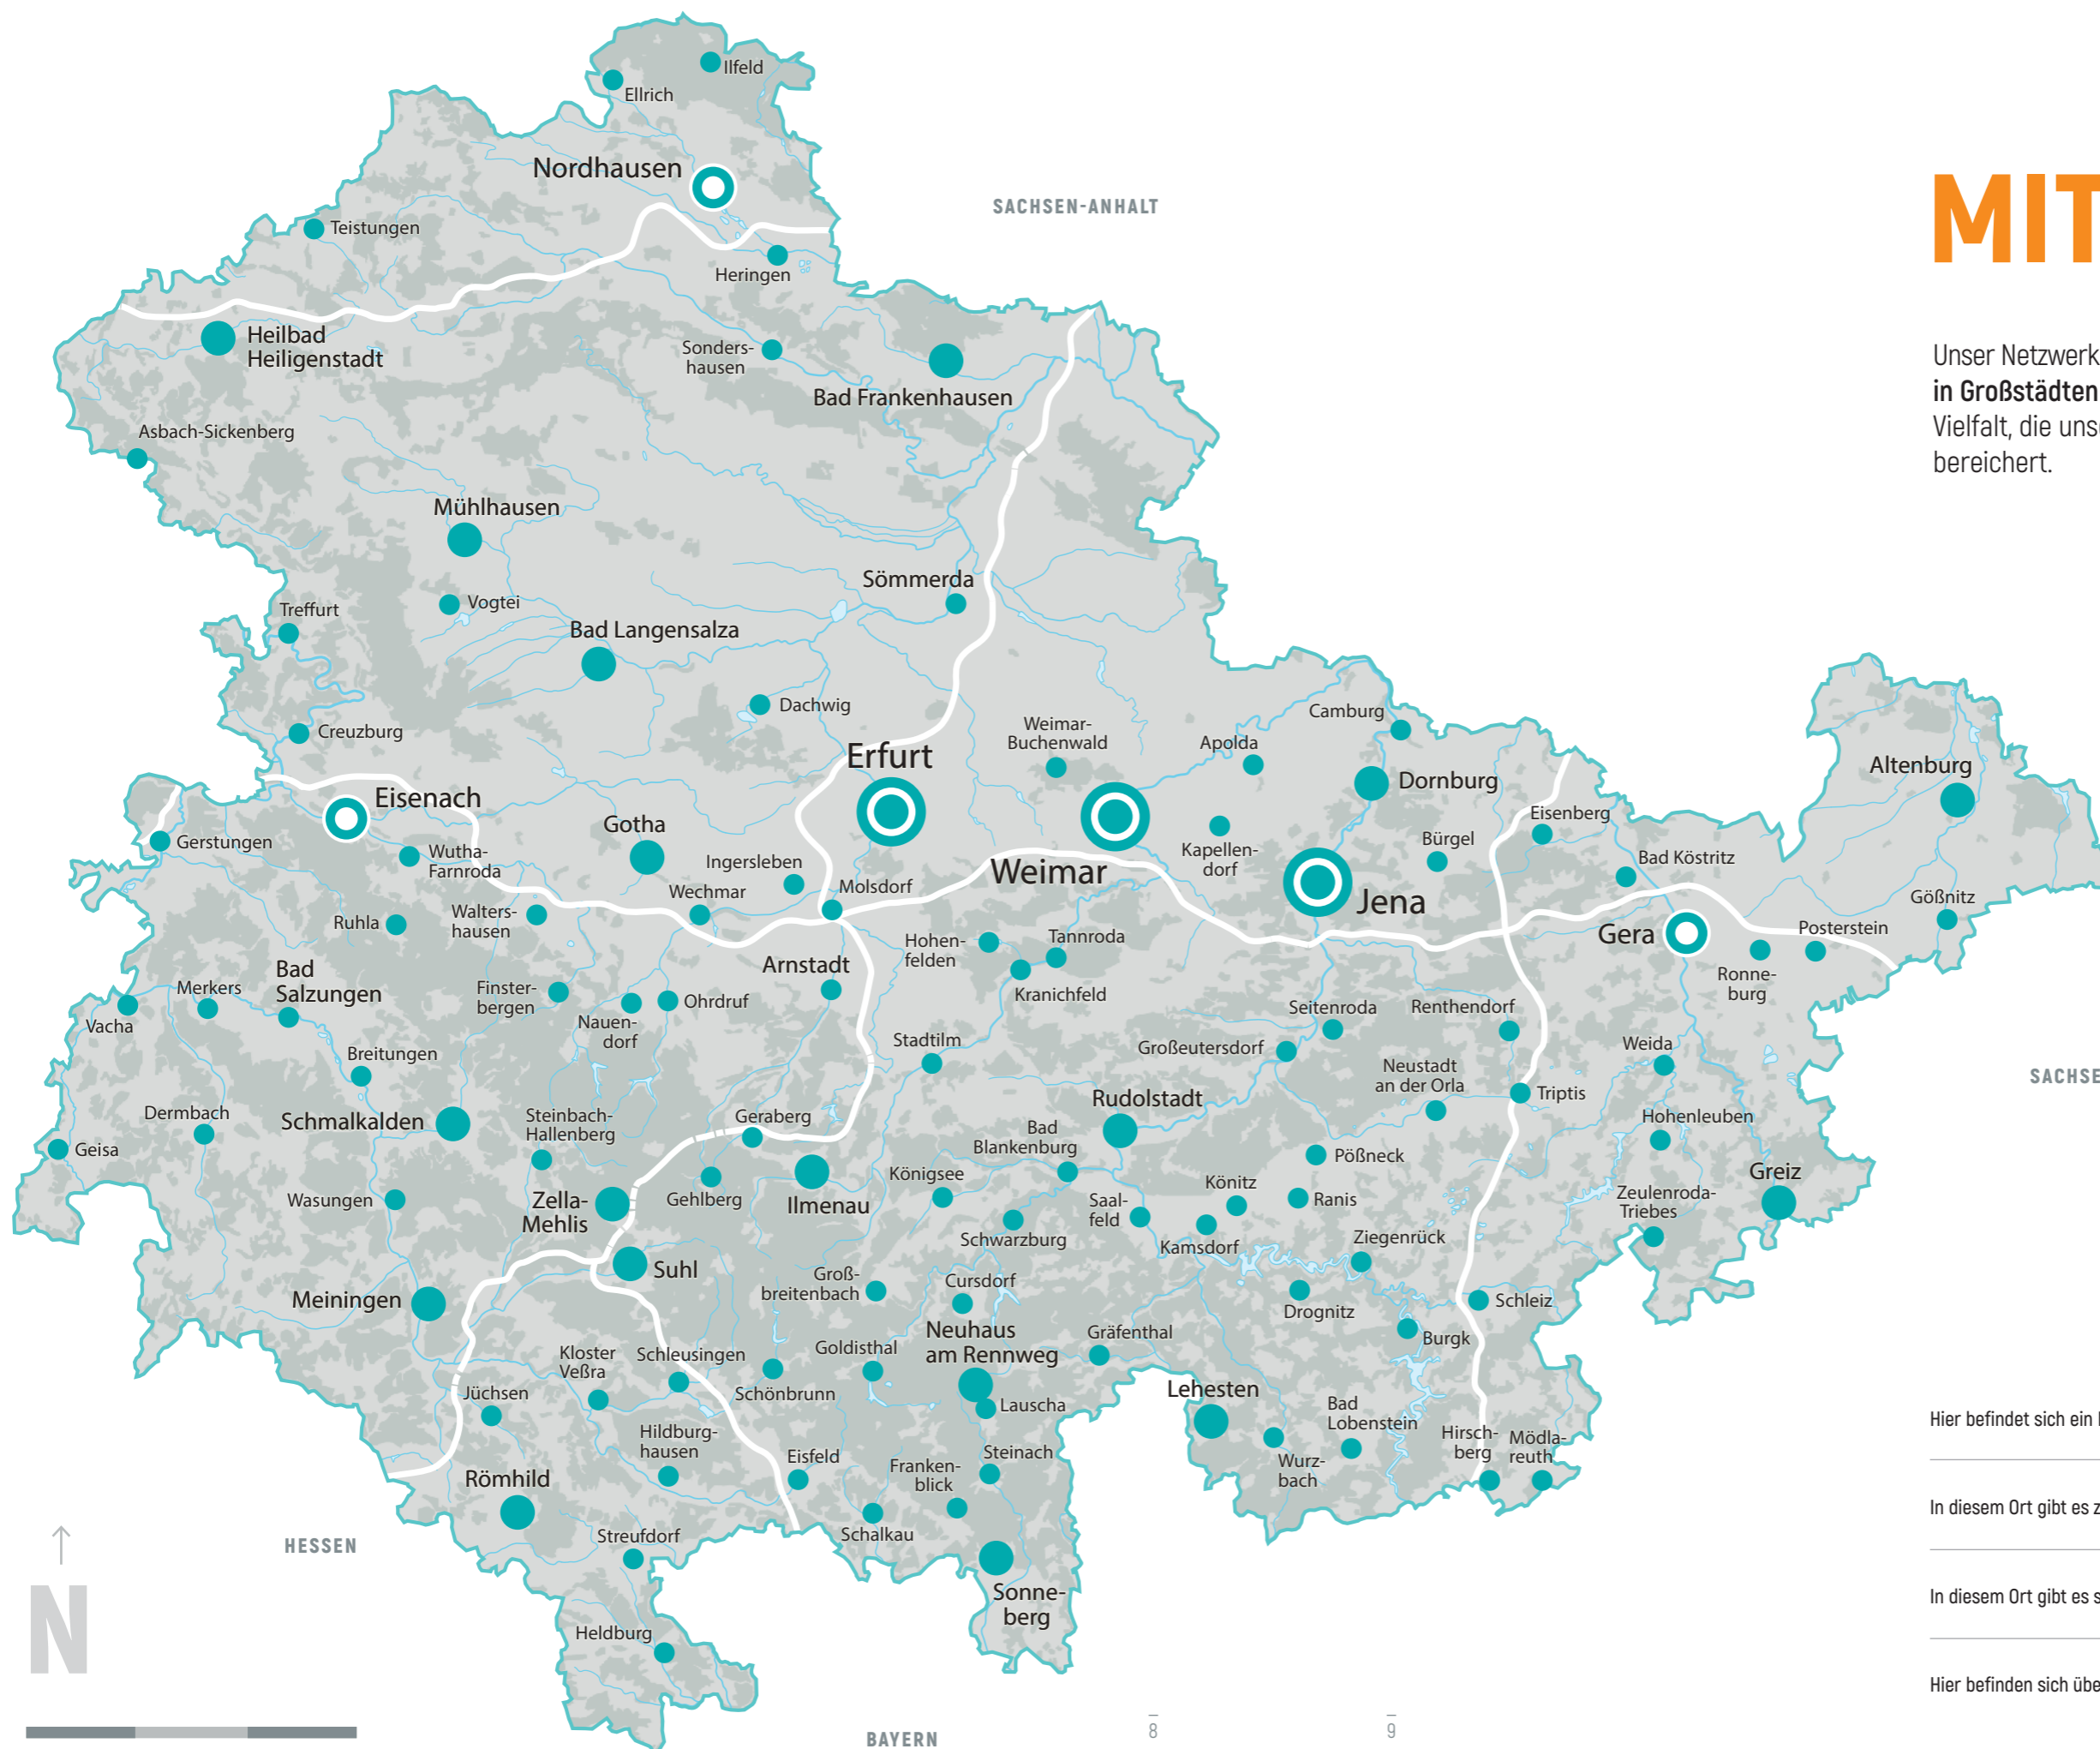 Ilfeld
Ellrich
Nordhausen
SACHSEN-ANHALT
Teistungen
Heringen
Heilbad
Heiligenstadt
Sonders-
hausen
Bad Frankenhausen
Asbach-Sickenberg
Mühlhausen
Sömmerda
Treffurt
Vogtei
Bad Langensalza
Dachwig
Creuzburg
Weimar-
Buchenwald
Apolda
Camburg
Erfurt
Dornburg
Altenburg
Eisenach
Gotha
Eisenberg
Gerstungen
Wutha-
Farnroda
Ingersleben
Kapellen-
dorf
Bürgel
Bad Köstritz
Weimar
Wechmar
Molsdorf
Jena
Gößnitz
Ruhla
Walters-
hausen
Hohen-
felden
Tannroda
Gera
Posterstein
Ronne-
burg
Bad
Salzungen
Arnstadt
Merkers
Vacha
Finster-
bergen
Nauen-
dorf
Ohrdruf
Kranichfeld
Seitenroda
Renthendorf
Breitungen
Stadtilm
Großeutersdorf
Weida
Neustadt
an der Orla
Triptis
SACHSE
Dermbach
Schmalkalden
Steinbach-
Hallenberg
Geraberg
Rudolstadt
Hohenleuben
Geisa
Bad
Blankenburg
Pößneck
Greiz
Wasungen
Zella-
Mehlis
Gehlberg
Ilmenau
Königsee
Saal-
feld
Könitz
Ranis
Zeulenroda-
Triebes
Schwarzburg
Kamsdorf
Ziegenrück
Suhl
Meiningen
Groß-
breitenbach
Cursdorf
Drognitz
Schleiz
Burgk
Neuhaus
am Rennweg
Gräfenthal
Kloster
Veßra
Schleusingen
Goldisthal
Schönbrunn
Jüchsen
Lauscha
Lehesten
Bad
Lobenstein
Hildburg-
hausen
Eisfeld
Franken-
blick
Steinach
Wurz-
bach
Hirsch-
berg
Mödla-
reuth
Römhild
Streufdorf
Schalkau
HESSEN
Sonne-
berg
Heldburg
N
BAYERN
8
9
MIT
Unser Netzwerk
in Großstädten
Vielfalt, die uns
bereichert.
Hier befindet sich ein
In diesem Ort gibt es z
In diesem Ort gibt es s
Hier befinden sich übe